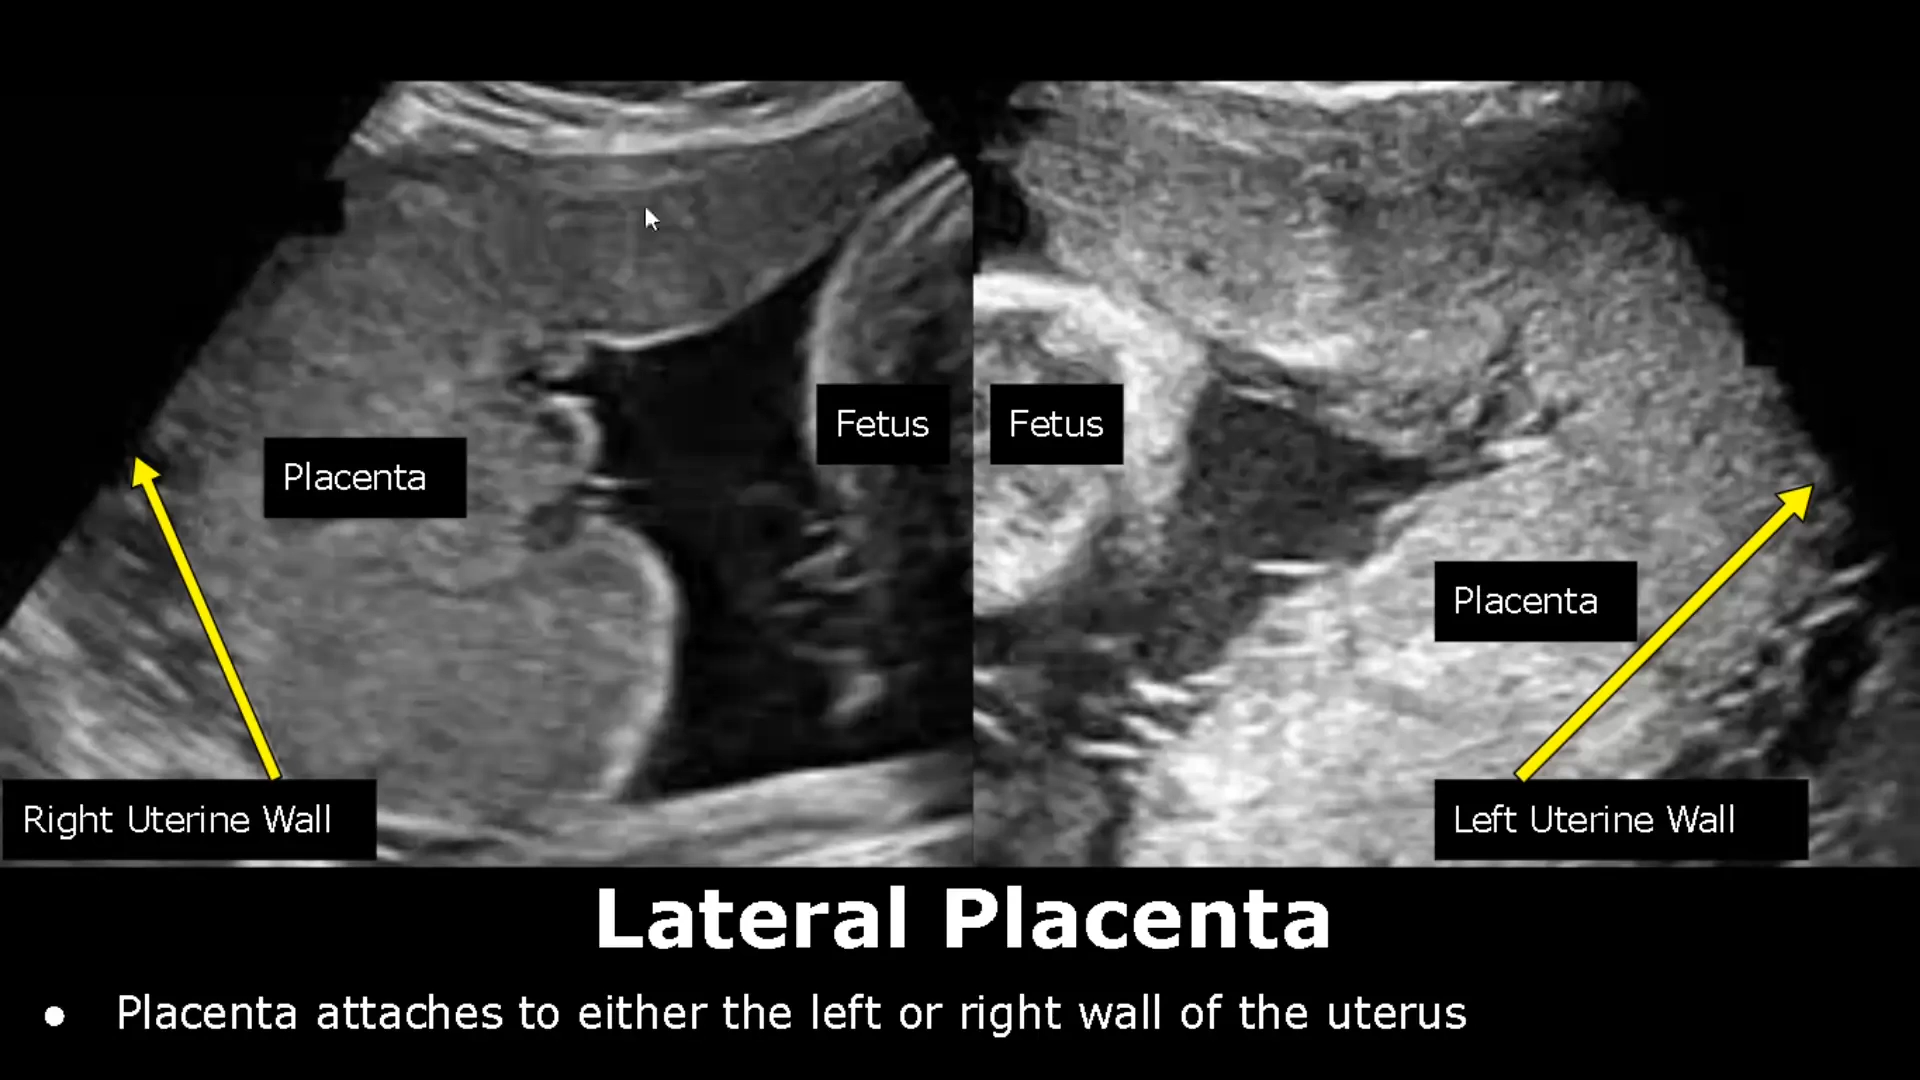 Fetus
Fetus
Placenta
Placenta
Right Uterine Wall
Left Uterine Wall
Lateral Placenta
• Placenta attaches to either the left or right wall of the uterus